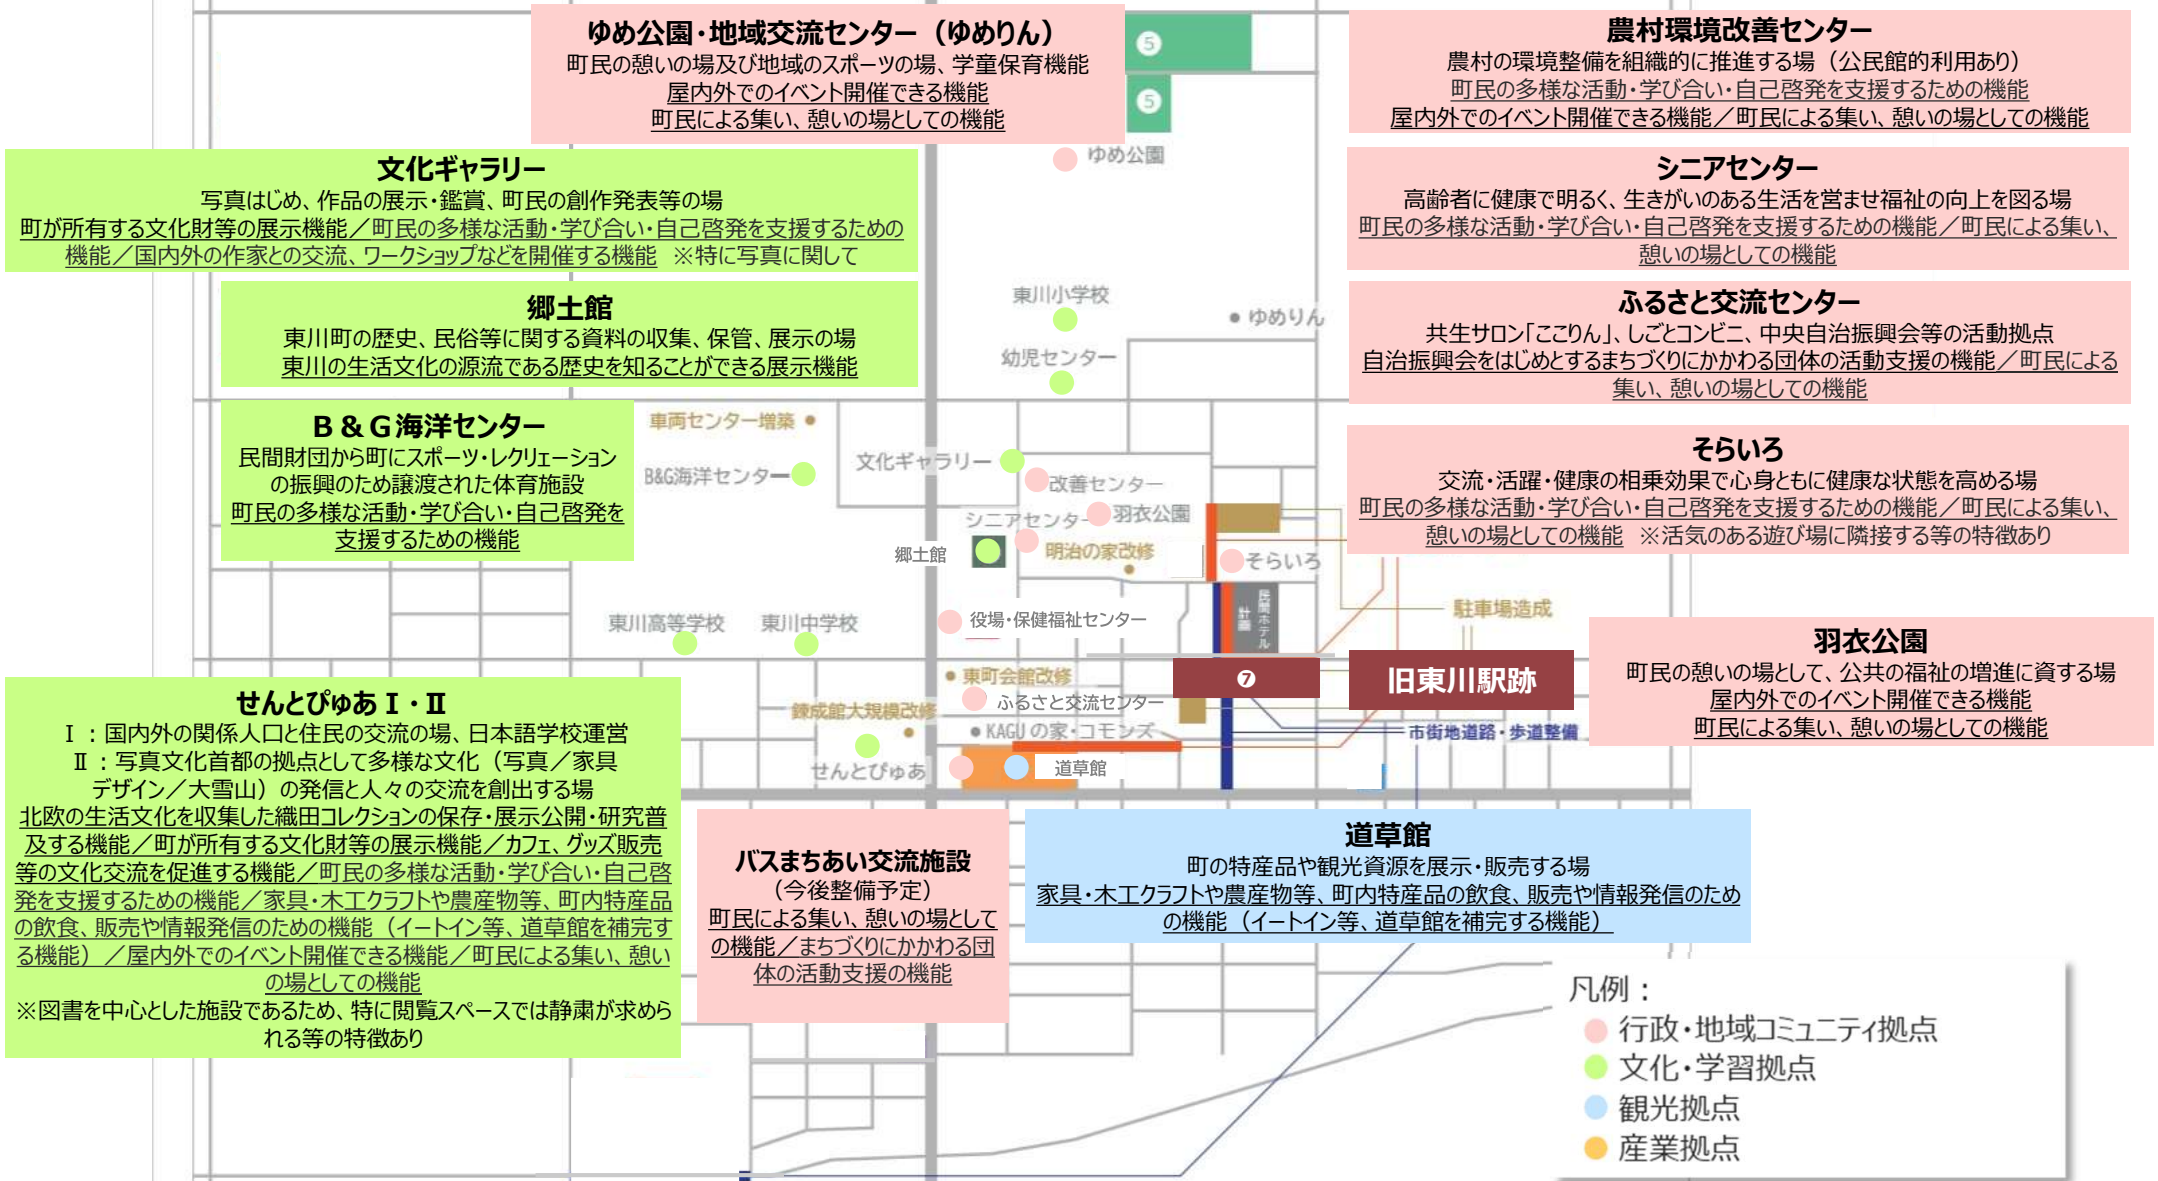 ゆめ公園・地域交流センター（ゆめりん）
町民の憩いの場及び地域のスポーツの場、学童保育機能
屋内外でのイベント開催できる機能
町民による集い、憩いの場としての機能
農村環境改善センター
農村の環境整備を組織的に推進する場（公民館的利用あり）
町民の多様な活動・学び合い・自己啓発を支援するための機能
屋内外でのイベント開催できる機能／町民による集い、憩いの場としての機能
文化ギャラリー
写真はじめ、作品の展示・鑑賞、町民の創作発表等の場
町が所有する文化財等の展示機能／町民の多様な活動・学び合い・自己啓発を支援するための
機能／国内外の作家との交流、ワークショップなどを開催する機能　※特に写真に関して
シニアセンター
高齢者に健康で明るく、生きがいのある生活を営ませ福祉の向上を図る場
町民の多様な活動・学び合い・自己啓発を支援するための機能／町民による集い、
憩いの場としての機能
郷土館
東川町の歴史、民俗等に関する資料の収集、保管、展示の場
東川の生活文化の源流である歴史を知ることができる展示機能
ふるさと交流センター
共生サロン「ここりん」、しごとコンビニ、中央自治振興会等の活動拠点
自治振興会をはじめとするまちづくりにかかわる団体の活動支援の機能／町民による
集い、憩いの場としての機能
B＆G海洋センター
民間財団から町にスポーツ・レクリエーション
の振興のため譲渡された体育施設
町民の多様な活動・学び合い・自己啓発を
支援するための機能
そらいろ
交流・活躍・健康の相乗効果で心身ともに健康な状態を高める場
町民の多様な活動・学び合い・自己啓発を支援するための機能／町民による集い、
憩いの場としての機能　※活気のある遊び場に隣接する等の特徴あり
羽衣公園
町民の憩いの場として、公共の福祉の増進に資する場
屋内外でのイベント開催できる機能
町民による集い、憩いの場としての機能
せんとぴゅあⅠ・Ⅱ
Ⅰ：国内外の関係人口と住民の交流の場、日本語学校運営
Ⅱ：写真文化首都の拠点として多様な文化（写真／家具
デザイン／大雪山）の発信と人々の交流を創出する場
北欧の生活文化を収集した織田コレクションの保存・展示公開・研究普
及する機能／町が所有する文化財等の展示機能／カフェ、グッズ販売
等の文化交流を促進する機能／町民の多様な活動・学び合い・自己啓
発を支援するための機能／家具・木工クラフトや農産物等、町内特産品
の飲食、販売や情報発信のための機能（イートイン等、道草館を補完す
る機能）／屋内外でのイベント開催できる機能／町民による集い、憩い
の場としての機能
※図書を中心とした施設であるため、特に閲覧スペースでは静粛が求めら
れる等の特徴あり
バスまちあい交流施設
（今後整備予定）
町民による集い、憩いの場として
の機能／まちづくりにかかわる団
体の活動支援の機能
道草館
町の特産品や観光資源を展示・販売する場
家具・木工クラフトや農産物等、町内特産品の飲食、販売や情報発信のため
の機能（イートイン等、道草館を補完する機能）
5
5
ゆめ公園
東川小学校
ゆめりん
幼児センター
車両センター増築
文化ギャラリー
B&G海洋センター
改善センター
羽衣公園
シニアセンター
郷土館
明治の家改修
そらいろ
民間ホテル
計画
駐車場造成
東川高等学校
東川中学校
役場・保健福祉センター
東町会館改修
7
旧東川駅跡
ふるさと交流センター
錬成館大規模改修
KAGUの家・コモンズ
市街地道路・歩道整備
せんとぴゅあ
道草館
凡例：
行政・地域コミュニティ拠点
文化・学習拠点
観光拠点
産業拠点